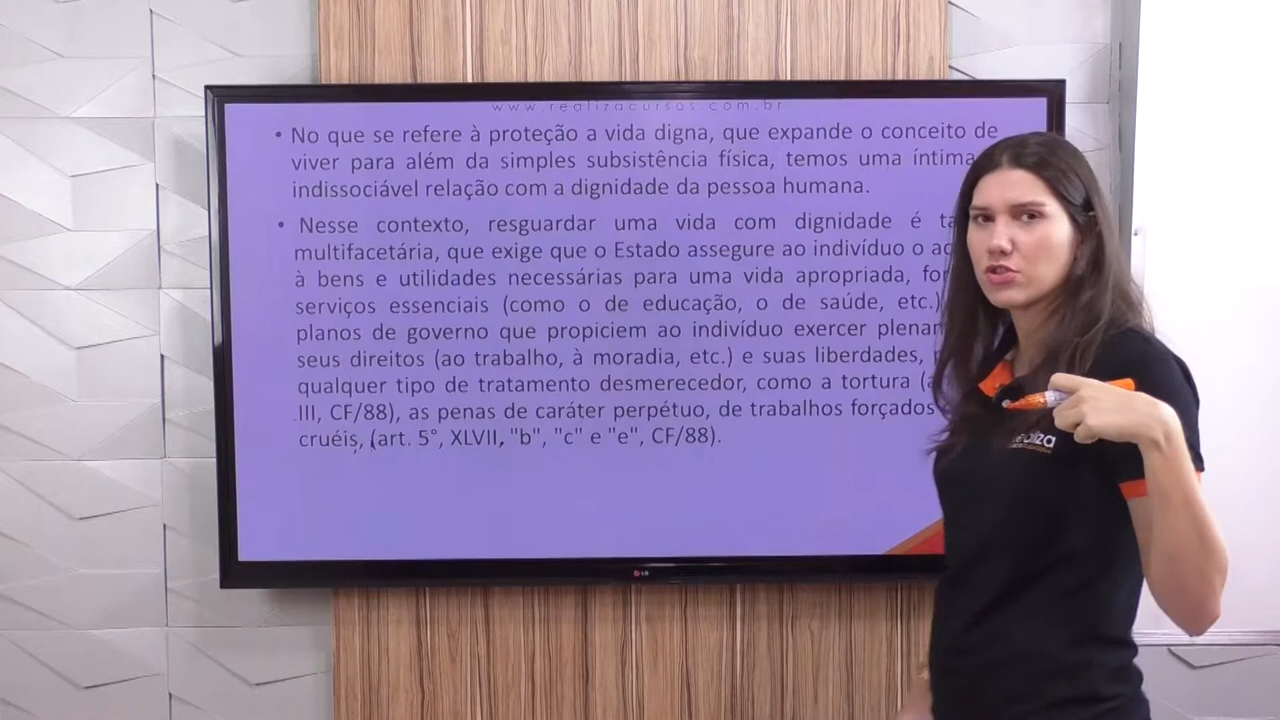 www.realizacursos.com.br
• No que se refere à proteção a vida digna, que expande o conceito de
viver para além da simples subsistência física, temos uma íntima
indissociável relação com a dignidade da pessoa humana.
• Nesse contexto, resguardar uma vida com dignidade é
multifacetária, que exige que o Estado assegure ao indivíduo o
à bens e utilidades necessárias para uma vida apropriada,
serviços essenciais (como o de educação, o de saúde, etc.)
planos de governo que propiciem ao indivíduo exercer
seus direitos (ao trabalho, à moradia, etc.) e suas liberdades,
qualquer tipo de tratamento desmerecedor, como a tortura
III, CF/88), as penas de caráter perpétuo, de trabalhos forçados
cruéis, (art. 5°, XLVII, "b", "c" e "e", CF/88).
LG
realiza